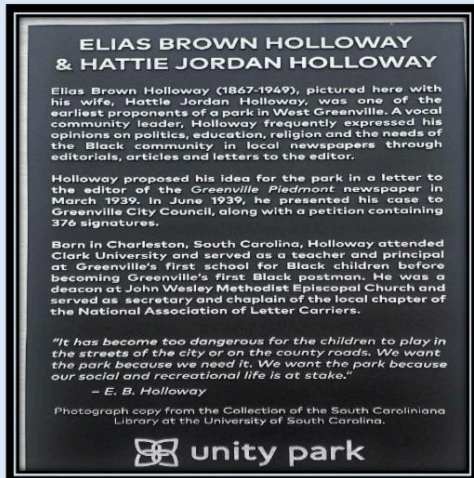 ELIAS BROWN HOLLOWAY
& HATTIE JORDAN HOLLOWAY
Elias Brown Holloway (1867-1949), pictured here with
his wife, Hattie Jordan Holloway, was one of the
earliest proponents of a park in West Greenville. A vocal
community leader, Holloway frequently expressed his
opinions on politics, education, religion and the needs of
the Black community in local newspapers through
editorials, articles and letters to the editor.
Holloway proposed his idea for the park in a letter to
the editor of the Greenville Piedmont newspaper in
March 1939. In June 1939, he presented his case to
Greenville City Council, along with a petition containing
376 signatures.
Born in Charleston, South Carolina, Holloway attended
Clark University and served as a teacher and principal
at Greenville's first school for Black children before
becoming Greenville's first Black postman. He was a
deacon at John Wesley Methodist Episcopal Church and
served as secretary and chaplain of the local chapter of
the National Association of Letter Carriers.
"It has become too dangerous for the children to play in
the streets of the city or on the county roads. We want
the park because we need it. We want the park because
our social and recreational life is at stake."
– E. B. Holloway
Photograph copy from the Collection of the South Caroliniana
Library at the University of South Carolina.
unity park